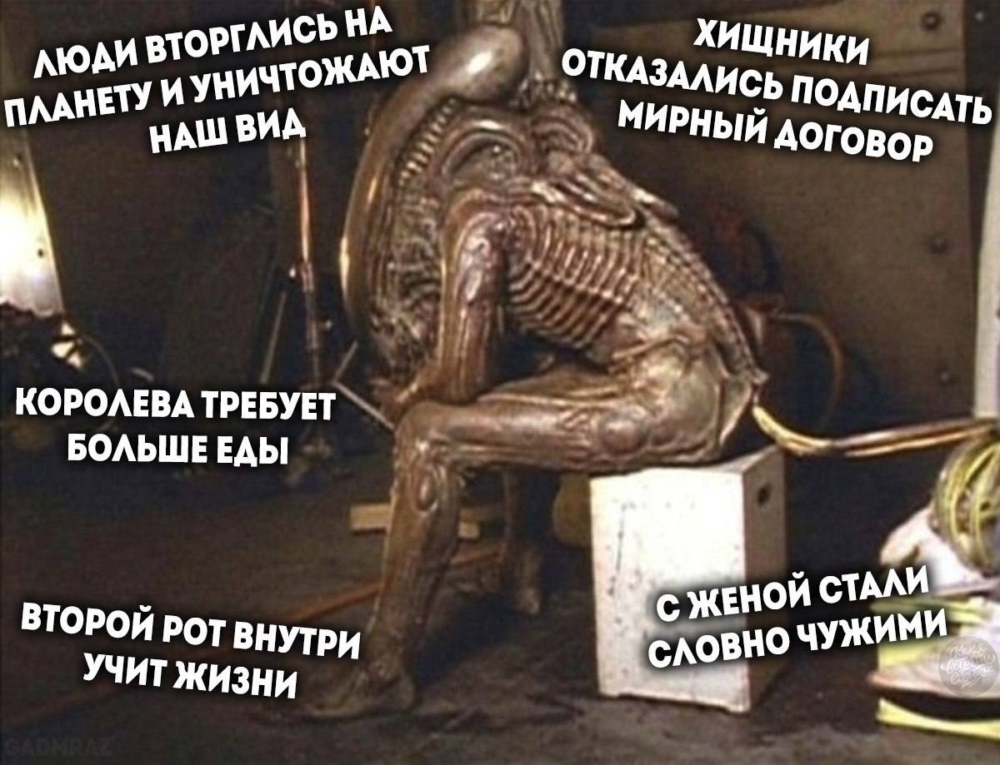 ЛЮДИ ВТОРГЛИСЬ НА
ПЛАНЕТУ И УНИЧТОЖАЮТ
НАШ ВИД
ХИЩНИКИ
ОТКАЗАЛИСЬ ПОДПИСАТЬ
МИРНЫЙ ДОГОВОР
КОРОЛЕВА ТРЕБУЕТ
БОЛЬШЕ ЕДЫ
ВТОРОЙ РОТ ВНУТРИ
УЧИТ ЖИЗНИ
С ЖЕНОЙ СТАЛИ
СЛОВНО ЧУЖИМИ
GADMRAZ